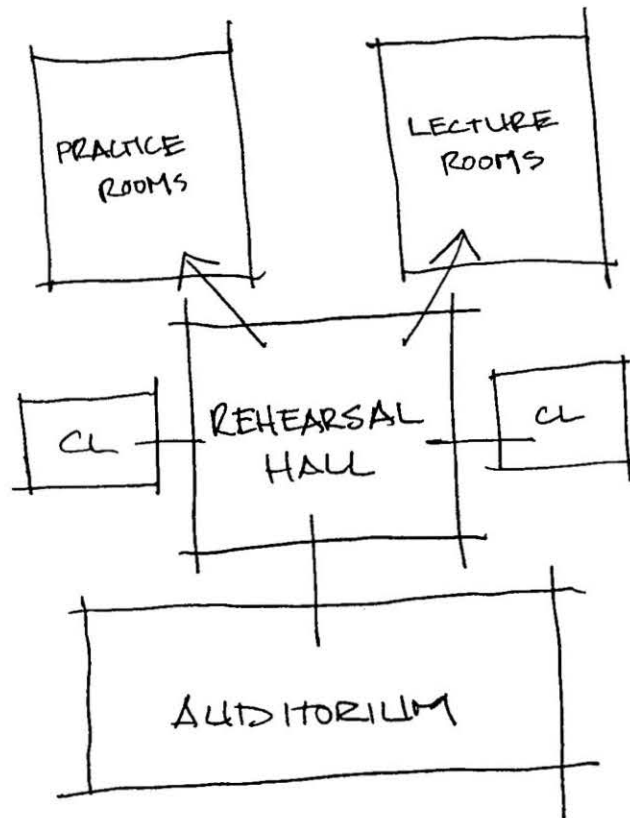 PRACTICE
ROOMS
LECTURE
ROOMS
CL
REHEARSAL
HALL
CL
AUDITORIUM